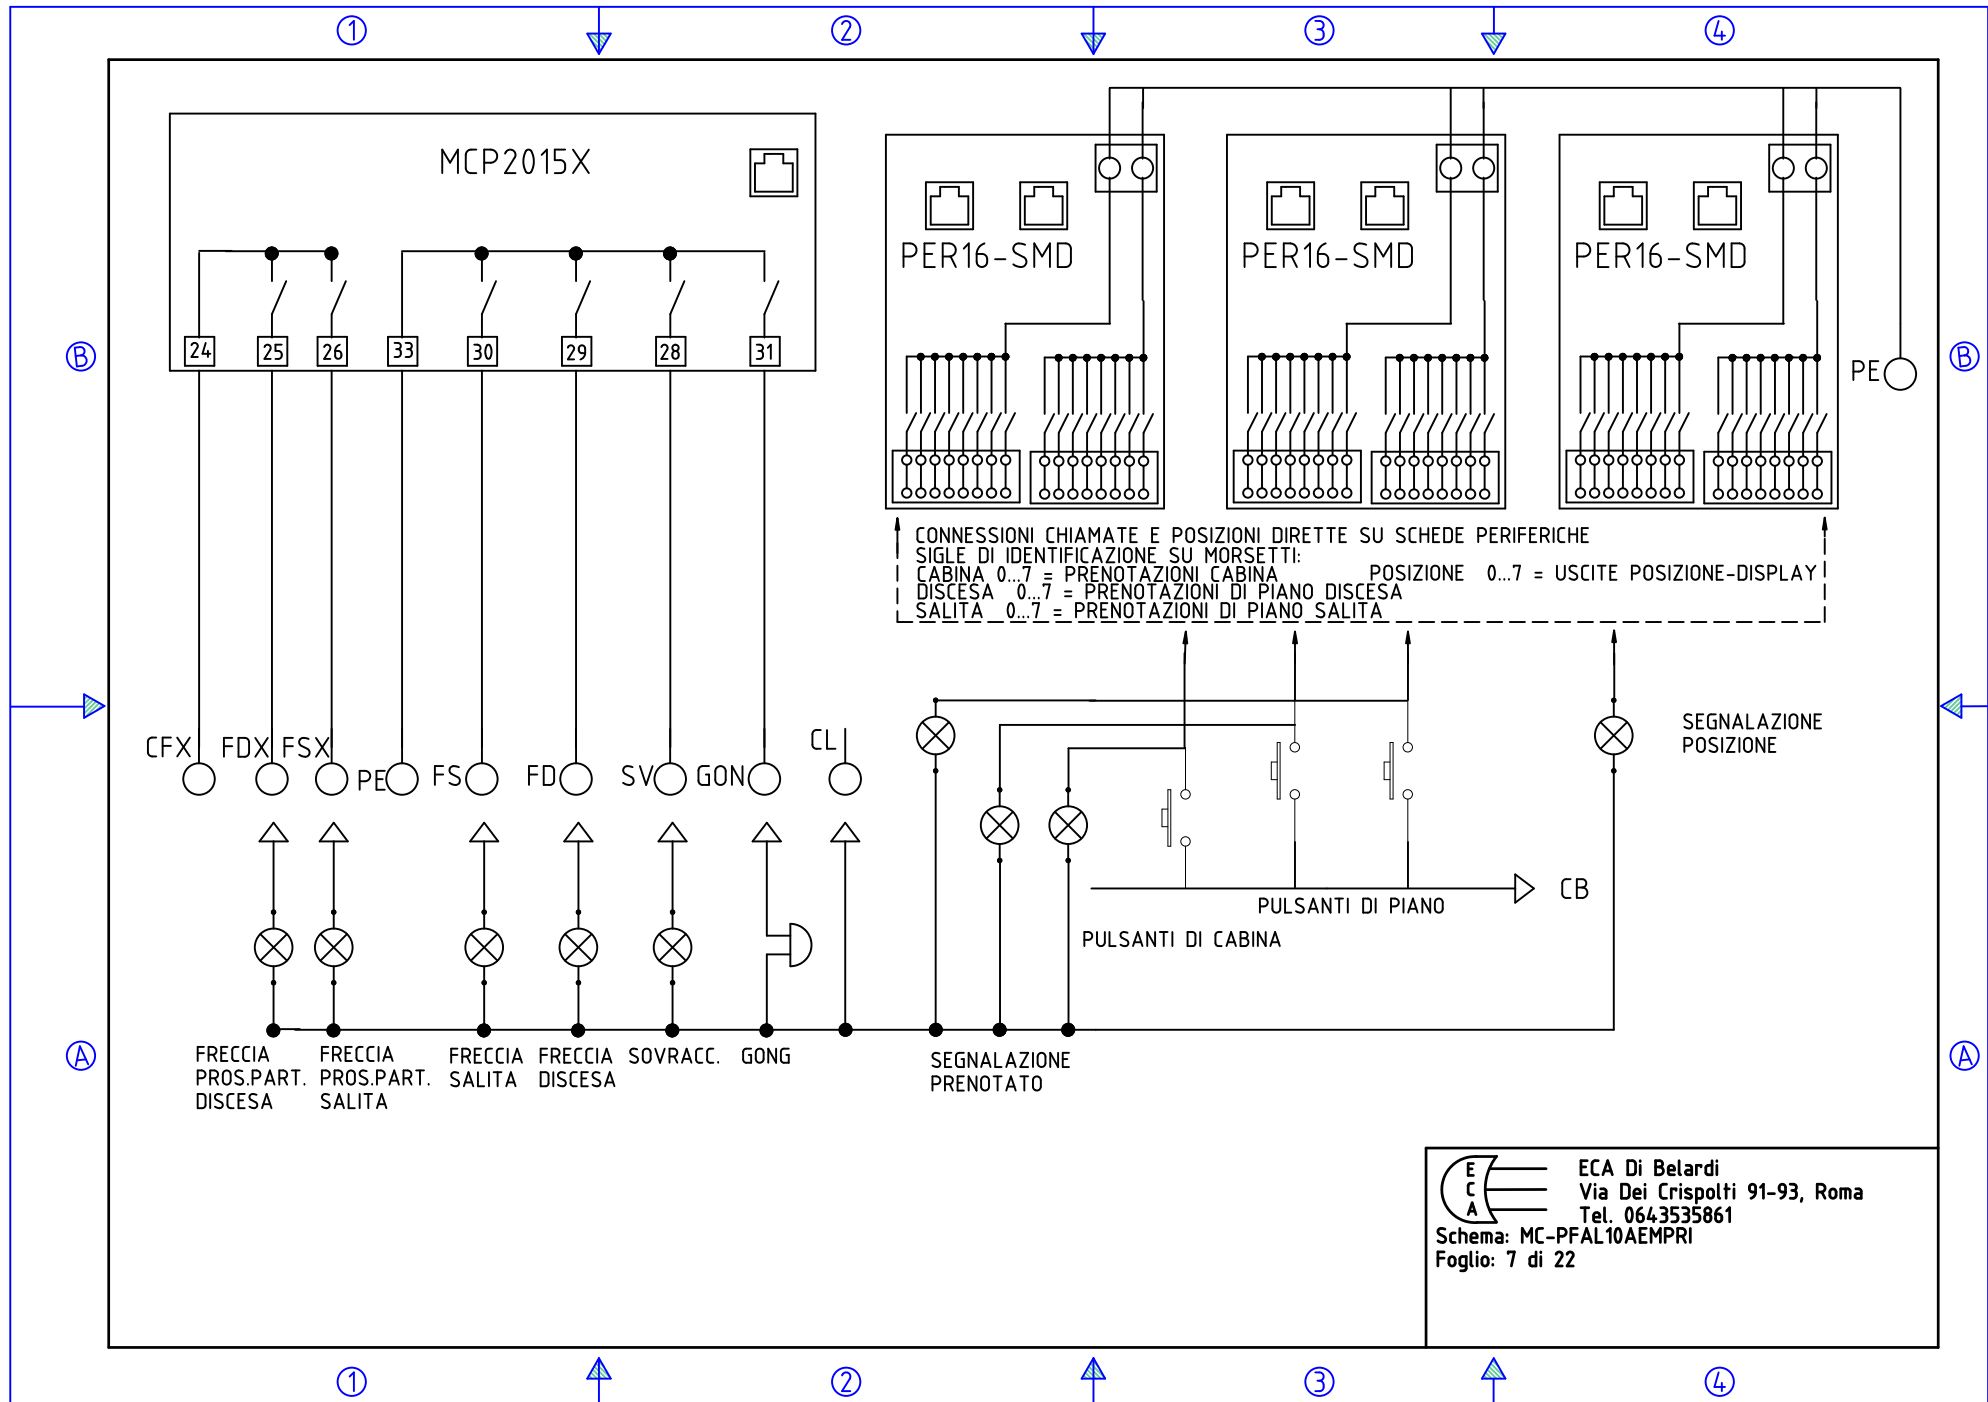 1 2 3 4
MCP2015X
PER16-SMD PER16-SMD PER16-SMD
24 25 26 33 30 29 28 31
B B
PE
CONNESSIONI CHIAMATE E POSIZIONI DIRETTE SU SCHEDE PERIFERICHE
SIGLE DI IDENTIFICAZIONE SU MORSETTI:
CABINA 0...7 = PRENOTAZIONI CABINA POSIZIONE 0...7 = USCITE POSIZIONE-DISPLAY
DISCESA 0...7 = PRENOTAZIONI DI PIANO DISCESA
SALITA 0...7 = PRENOTAZIONI DI PIANO SALITA
SEGNALAZIONE
POSIZIONE
CFX FDX FSX PE FS FD SV GON CL
CB
PULSANTI DI PIANO
PULSANTI DI CABINA
A A
FRECCIA
PROS.PART.
DISCESA
FRECCIA
PROS.PART.
SALITA
FRECCIA
SALITA
FRECCIA
DISCESA
SOVRACC.
GONG
SEGNALAZIONE
PRENOTATO
E
C
A
ECA Di Belardi
Via Dei Crispolti 91-93, Roma
Tel. 0643535861
Schema: MC-PFAL10AEMPRI
Foglio: 7 di 22
1 2 3 4